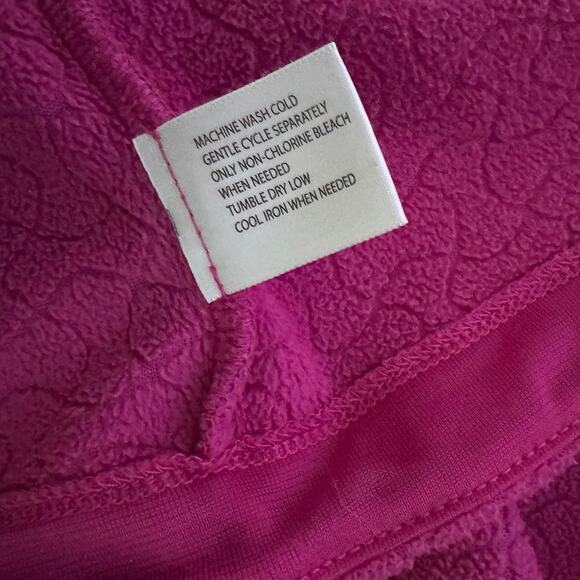 MACHINE WASH COLD
GENTLE CYCLE SEPARATELY
ONLY NON-CHLORINE BLEACH
WHEN NEEDED
TUMBLE DRY LOW
COOL IRON WHEN NEEDED